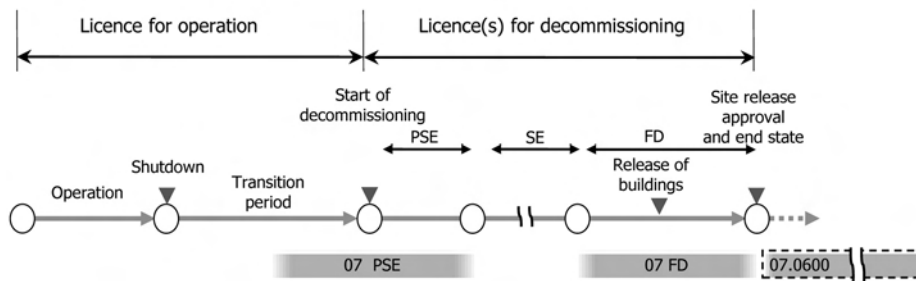 Licence for operation
Licence(s) for decommissioning
Start of
decommissioning
Site release
approval
and end state
PSE
SE
FD
Shutdown
Release of
buildings
Operation
Transition
period
07 PSE
07 FD
07.0600